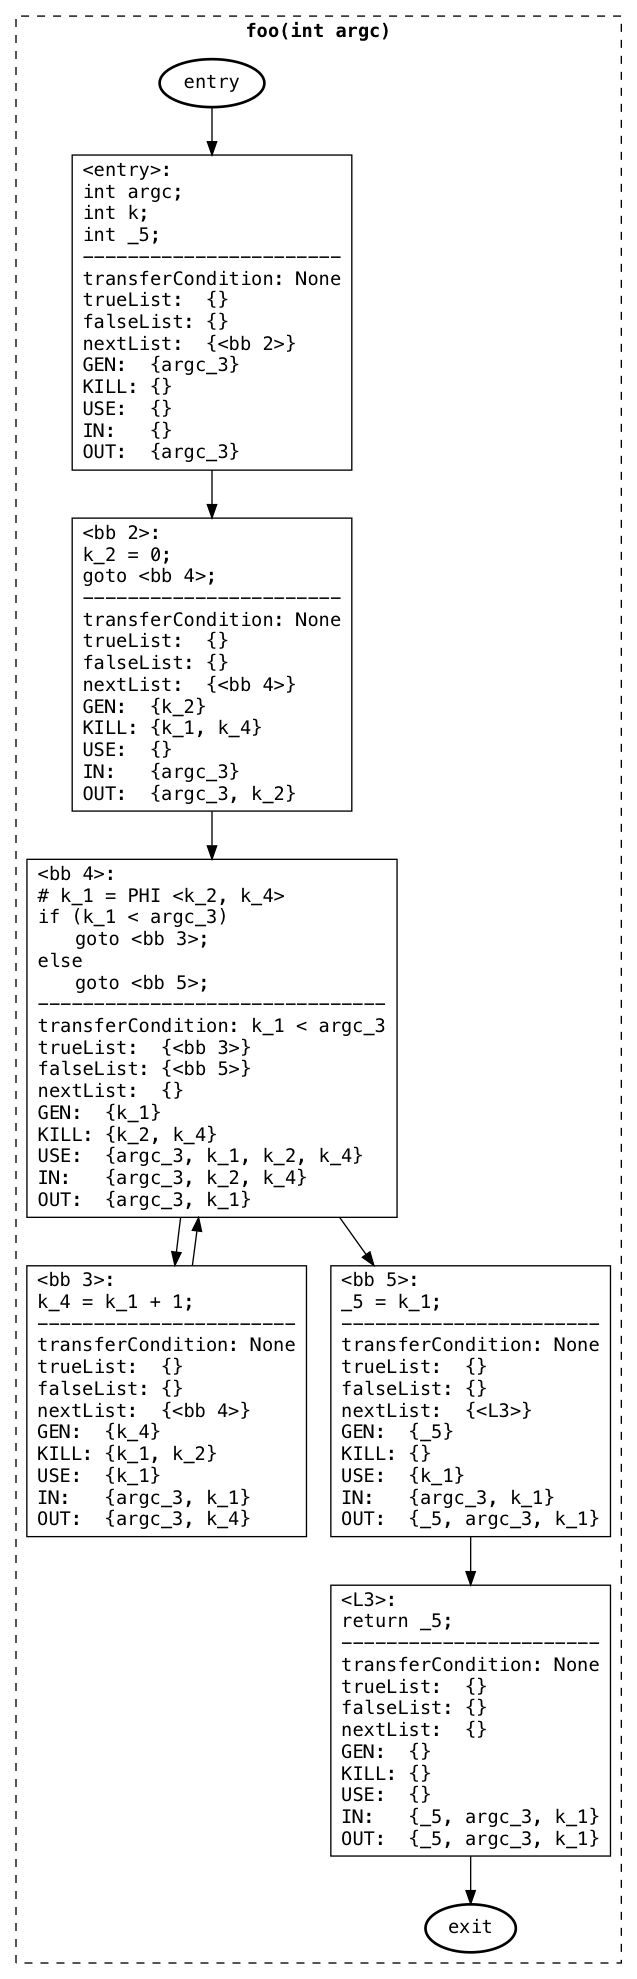 foo(int argc)
entry
<entry>:
int argc;
int k;
int _5;
-----------------------
transferCondition: None
trueList:  {}
falseList: {}
nextList:  {<bb 2>}
GEN:  {argc_3}
KILL: {}
USE:  {}
IN:   {}
OUT:  {argc_3}
<bb 2>:
k_2 = 0;
goto <bb 4>;
-----------------------
transferCondition: None
trueList:  {}
falseList: {}
nextList:  {<bb 4>}
GEN:  {k_2}
KILL: {k_1, k_4}
USE:  {}
IN:   {argc_3}
OUT:  {argc_3, k_2}
<bb 4>:
# k_1 = PHI <k_2, k_4>
if (k_1 < argc_3)
   goto <bb 3>;
else
   goto <bb 5>;
-------------------------------
transferCondition: k_1 < argc_3
trueList:  {<bb 3>}
falseList: {<bb 5>}
nextList:  {}
GEN:  {k_1}
KILL: {k_2, k_4}
USE:  {argc_3, k_1, k_2, k_4}
IN:   {argc_3, k_2, k_4}
OUT:  {argc_3, k_1}
<bb 3>:
k_4 = k_1 + 1;
-----------------------
transferCondition: None
trueList:  {}
falseList: {}
nextList:  {<bb 4>}
GEN:  {k_4}
KILL: {k_1, k_2}
USE:  {k_1}
IN:   {argc_3, k_1}
OUT:  {argc_3, k_4}
<bb 5>:
_5 = k_1;
-----------------------
transferCondition: None
trueList:  {}
falseList: {}
nextList:  {<L3>}
GEN:  {_5}
KILL: {}
USE:  {k_1}
IN:   {argc_3, k_1}
OUT:  {_5, argc_3, k_1}
<L3>:
return _5;
-----------------------
transferCondition: None
trueList:  {}
falseList: {}
nextList:  {}
GEN:  {}
KILL: {}
USE:  {}
IN:   {_5, argc_3, k_1}
OUT:  {_5, argc_3, k_1}
exit